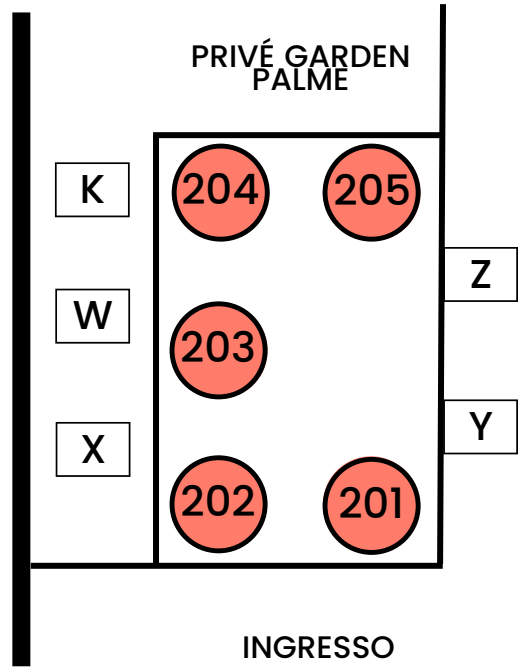 PRIVÉ GARDEN
PALME
K
204
205
Z
W
203
Y
X
202
201
INGRESSO